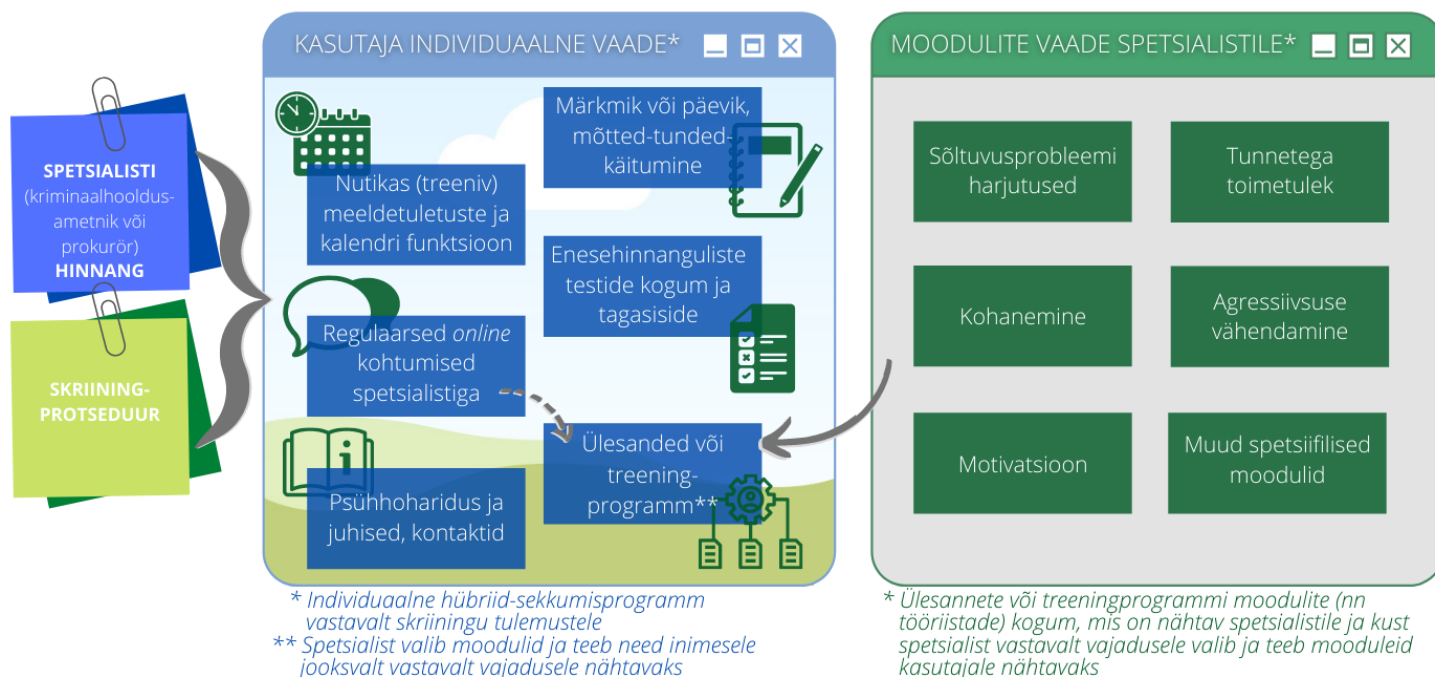 SPETSIALISTI
(kriminaalhooldus-
ametnik või
prokurör)
HINNANG
SKRIINING-
PROTSEDUUR
KASUTAJA INDIVIDUAALNE VAADE*
Nutikas (treeniv)
meeldetuletuste ja
kalendri funktsioon
Märkmik või päevik,
mõtted-tunded-
käitumine
Enesehinnanguliste
testide kogum ja
tagasiside
Regulaarsed online
kohtumised
spetsialistiga
Ülesanded või
treening-
programm**
Psühhoharidus ja
juhised, kontaktid
* Individuaalne hübriid-sekkumisprogramm
vastavalt skriiningu tulemustele
** Spetsialist valib moodulid ja teeb need inimesele
jooksvalt vastavalt vajadusele nähtavaks
MOODULITE VAADE SPETSIALISTILE*
Sõltuvusprobleemi
harjutused
Tunnetega
toimetulek
Kohanemine
Agressiivsuse
vähendamine
Motivatsioon
Muud spetsiifilised
moodulid
* Ülesannete või treeningprogrammi moodulite (nn
tööriistade) kogum, mis on nähtav spetsialistile ja kust
spetsialist vastavalt vajadusele valib ja teeb mooduleid
kasutajale nähtavaks